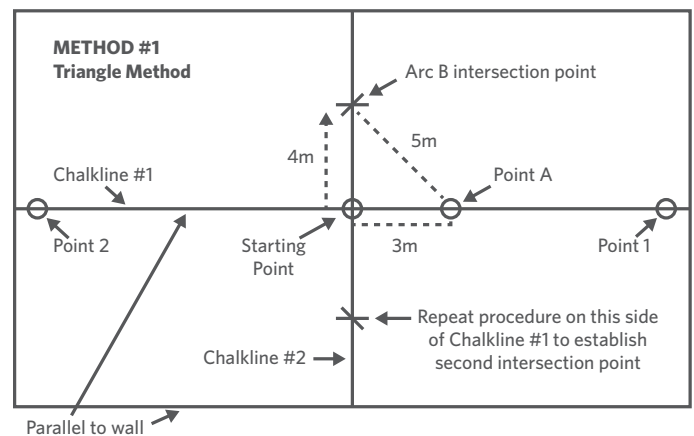 METHOD #1
Triangle Method
Arc B intersection point
4m
5m
Chalkline #1
Point A
Point 2
Starting
Point
3m
Point 1
Repeat procedure on this side
of Chalkline #1 to establish
second intersection point
Chalkline #2
Parallel to wall